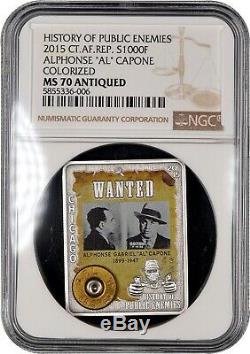 HISTORY OF PUBLIC ENEMIES
2015 CT.AF.REP. S1000F
ALPHONSE 'AL' CAPONE
COLORIZED
MS 70 ANTIQUED
5855336-006
NUMISMATIC GUARANTY CORPORATION
NGC
2015
WANTED
CHICAGO
ALPHONSE GABRIEL "AL" CAPONE
1899-1947
HISTORY OF
PUBLIC ENEMIES